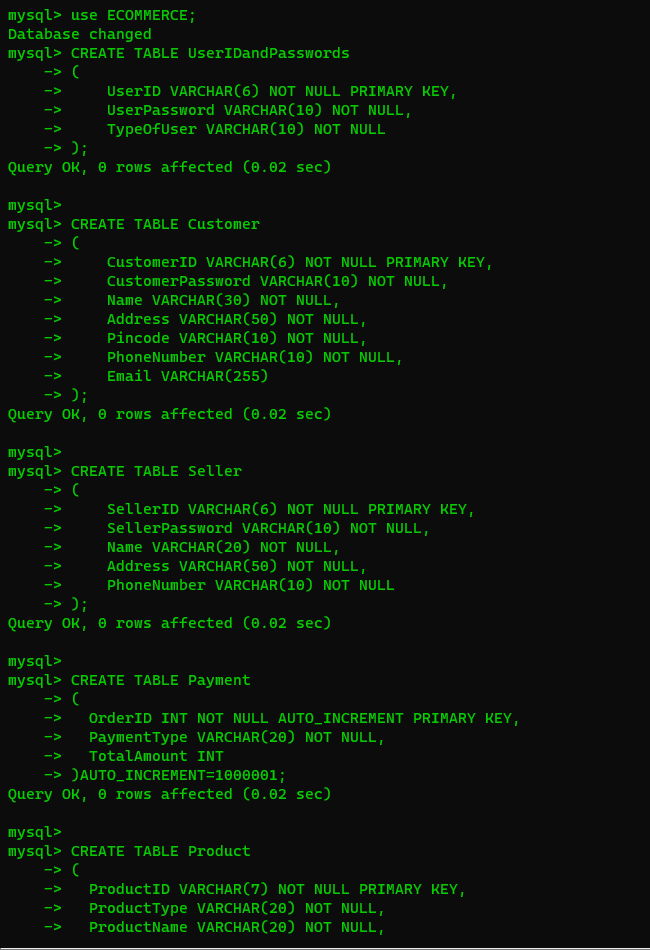 mysql> use ECOMMERCE;
Database changed
mysql> CREATE TABLE UserIDandPasswords
    -> (
    ->     UserID VARCHAR(6) NOT NULL PRIMARY KEY,
    ->     UserPassword VARCHAR(10) NOT NULL,
    ->     TypeOfUser VARCHAR(10) NOT NULL
    -> );
Query OK, 0 rows affected (0.02 sec)

mysql>
mysql> CREATE TABLE Customer
    -> (
    ->     CustomerID VARCHAR(6) NOT NULL PRIMARY KEY,
    ->     CustomerPassword VARCHAR(10) NOT NULL,
    ->     Name VARCHAR(30) NOT NULL,
    ->     Address VARCHAR(50) NOT NULL,
    ->     Pincode VARCHAR(10) NOT NULL,
    ->     PhoneNumber VARCHAR(10) NOT NULL,
    ->     Email VARCHAR(255)
    -> );
Query OK, 0 rows affected (0.02 sec)

mysql>
mysql> CREATE TABLE Seller
    -> (
    ->     SellerID VARCHAR(6) NOT NULL PRIMARY KEY,
    ->     SellerPassword VARCHAR(10) NOT NULL,
    ->     Name VARCHAR(20) NOT NULL,
    ->     Address VARCHAR(50) NOT NULL,
    ->     PhoneNumber VARCHAR(10) NOT NULL
    -> );
Query OK, 0 rows affected (0.02 sec)

mysql>
mysql> CREATE TABLE Payment
    -> (
    ->   OrderID INT NOT NULL AUTO_INCREMENT PRIMARY KEY,
    ->   PaymentType VARCHAR(20) NOT NULL,
    ->   TotalAmount INT
    -> )AUTO_INCREMENT=1000001;
Query OK, 0 rows affected (0.02 sec)

mysql>
mysql> CREATE TABLE Product
    -> (
    ->   ProductID VARCHAR(7) NOT NULL PRIMARY KEY,
    ->   ProductType VARCHAR(20) NOT NULL,
    ->   ProductName VARCHAR(20) NOT NULL,